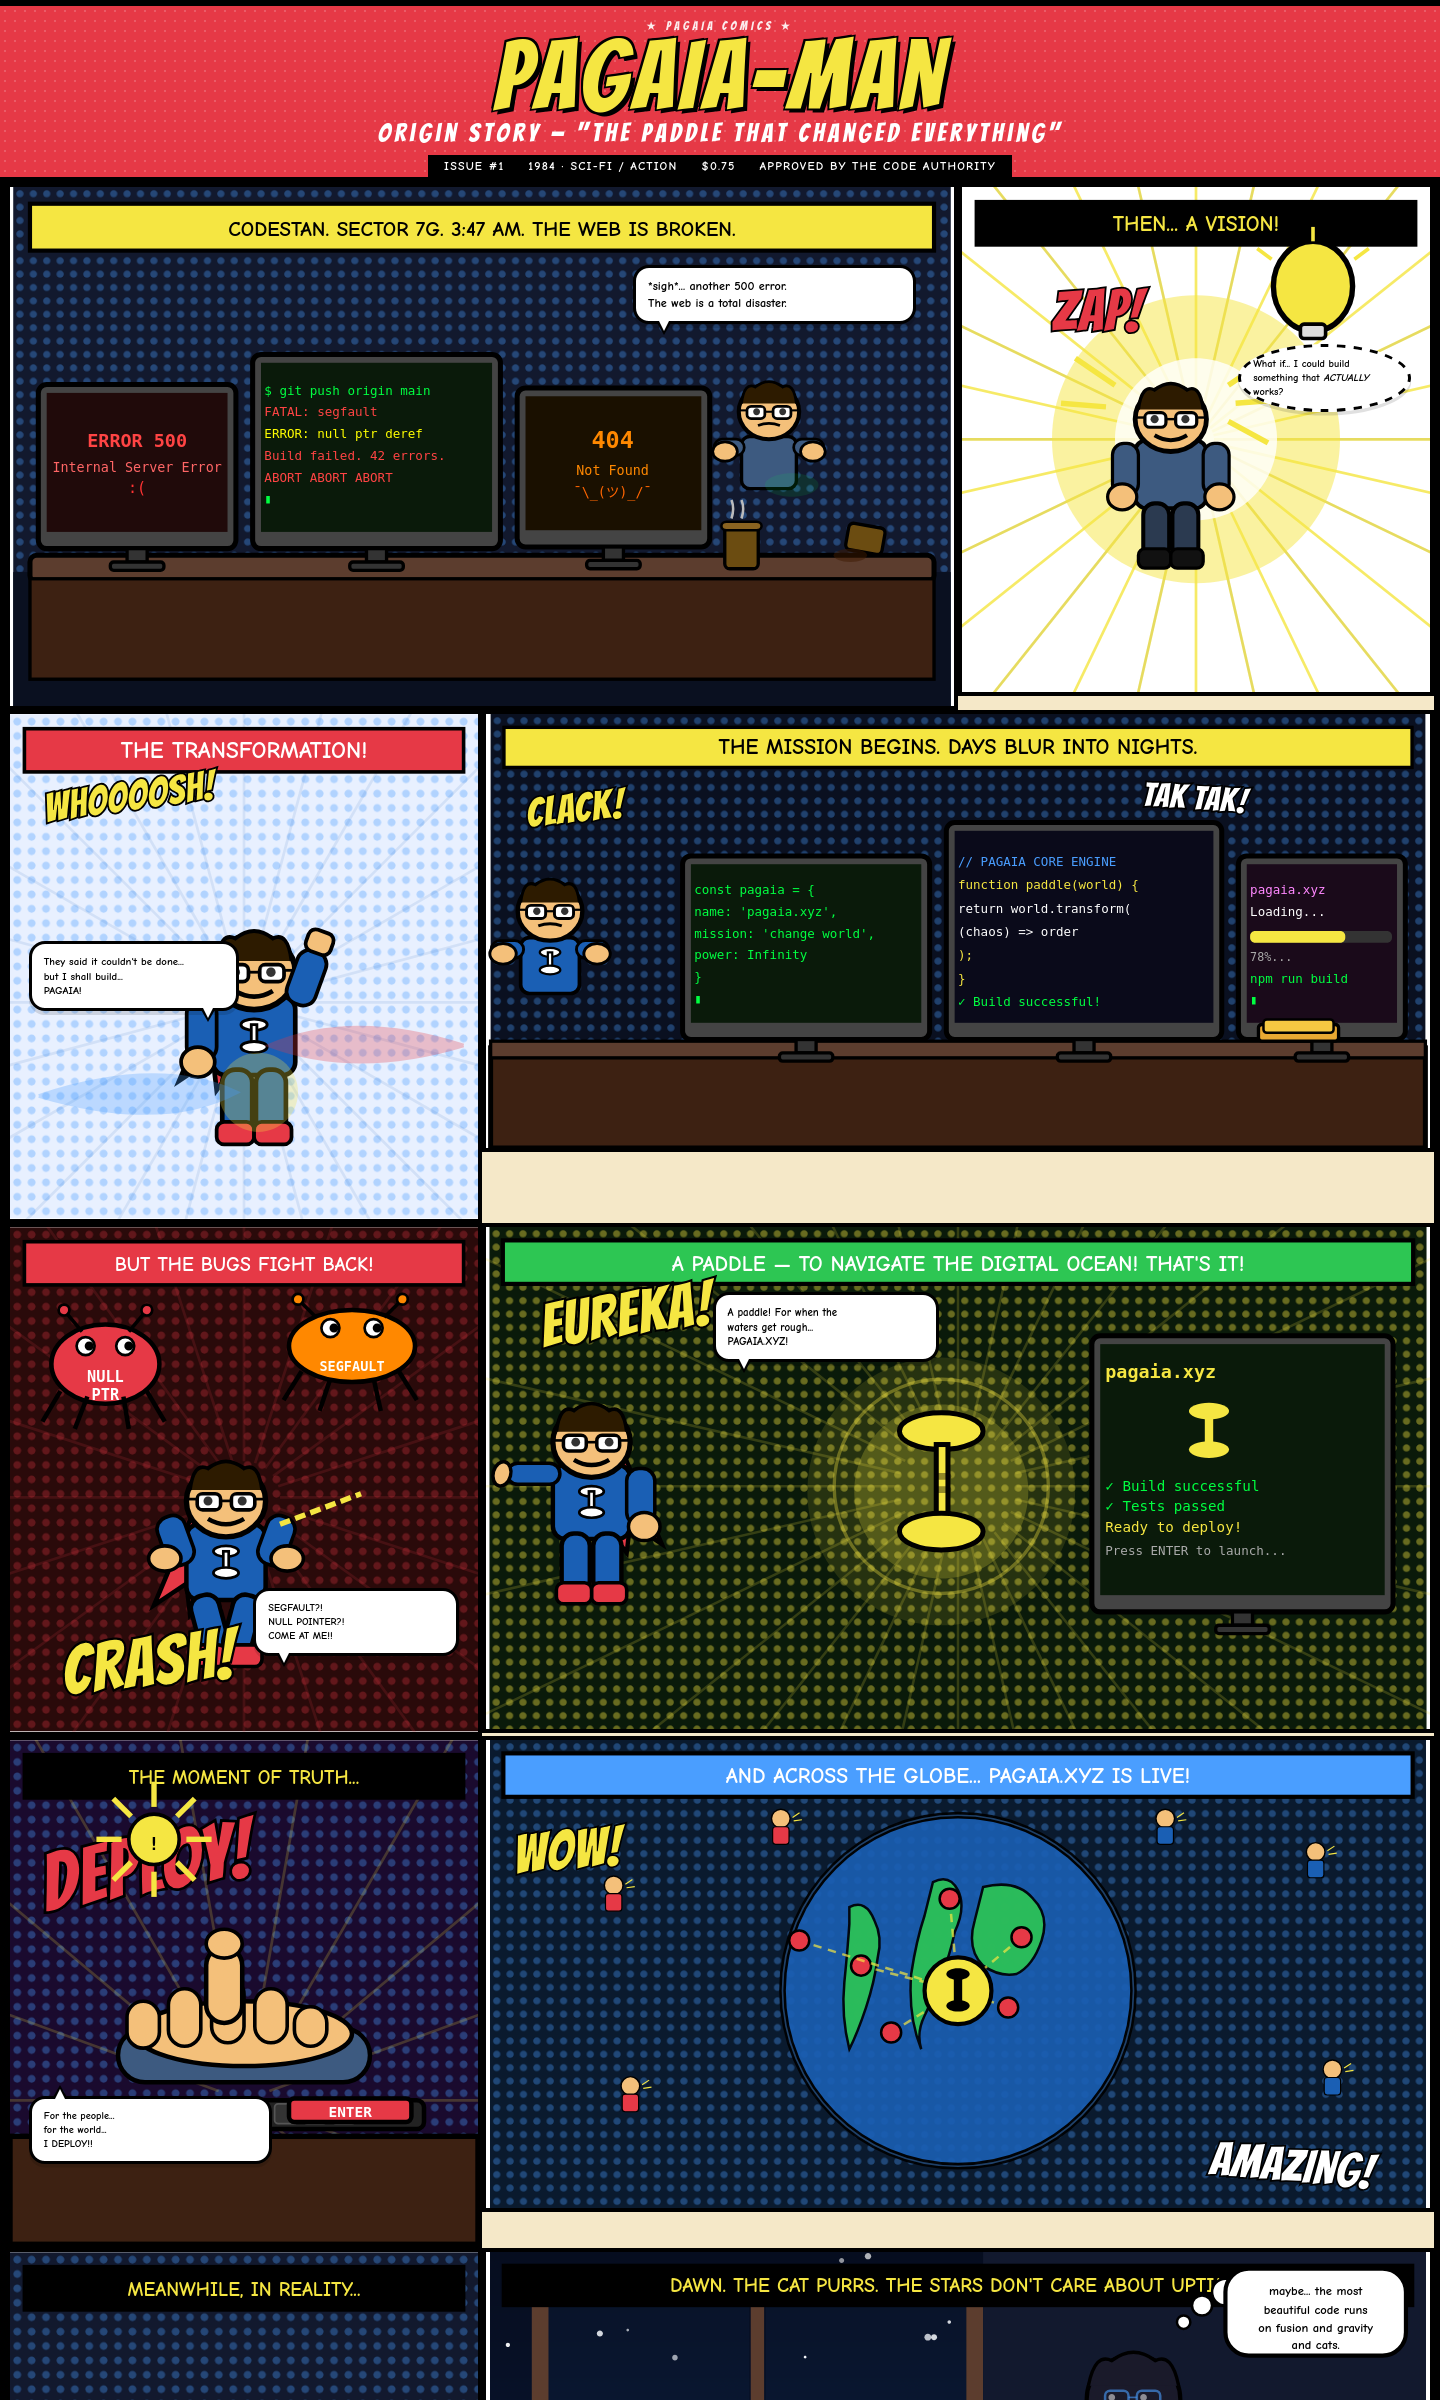 ★ PAGAIA COMICS ★
PAGAIA-MAN
ORIGIN STORY — "THE PADDLE THAT CHANGED EVERYTHING"
ISSUE #1 1984 · SCI-FI / ACTION $0.75 APPROVED BY THE CODE AUTHORITY
CODESTAN. SECTOR 7G. 3:47 AM. THE WEB IS BROKEN.
*sigh*... another 500 error.
The web is a total disaster.
ERROR 500
Internal Server Error
:(
$ git push origin main
FATAL: segfault
ERROR: null ptr deref
Build failed. 42 errors.
ABORT ABORT ABORT
404
Not Found
¯\_(ツ)_/¯
THEN... A VISION!
ZAP!
What if... I could build
something that ACTUALLY
works?
THE TRANSFORMATION!
WHOOOOSH!
They said it couldn't be done...
but I shall build...
PAGAIA!
THE MISSION BEGINS. DAYS BLUR INTO NIGHTS.
CLACK!
TAK TAK!
const pagaia = {
name: 'pagaia.xyz',
mission: 'change world',
power: Infinity
}
// PAGAIA CORE ENGINE
function paddle(world) {
return world.transform(
(chaos) => order
);
}
✓ Build successful!
pagaia.xyz
Loading...
78%...
npm run build
BUT THE BUGS FIGHT BACK!
NULL
PTR
SEGFAULT
SEGFAULT?!
NULL POINTER?!
COME AT ME!!
CRASH!
A PADDLE — TO NAVIGATE THE DIGITAL OCEAN! THAT'S IT!
EUREKA!
A paddle! For when the
waters get rough...
PAGAIA.XYZ!
pagaia.xyz
✓ Build successful
✓ Tests passed
Ready to deploy!
Press ENTER to launch...
THE MOMENT OF TRUTH...
DEPLOY!
!
ENTER
For the people...
for the world...
I DEPLOY!!
AND ACROSS THE GLOBE... PAGAIA.XYZ IS LIVE!
WOW!
AMAZING!
MEANWHILE, IN REALITY...
DAWN. THE CAT PURRS. THE STARS DON'T CARE ABOUT
maybe... the most
beautiful code runs
on fusion and gravity
and cats.